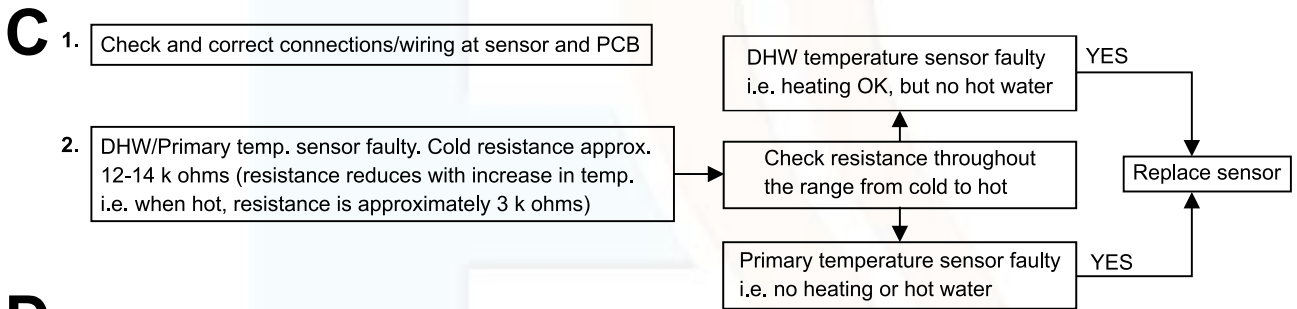 C
1. Check and correct connections/wiring at sensor and PCB
2. DHW/Primary temp. sensor faulty. Cold resistance approx.
12-14 k ohms (resistance reduces with increase in temp.
i.e. when hot, resistance is approximately 3 k ohms)
DHW temperature sensor faulty
i.e. heating OK, but no hot water
YES
Check resistance throughout
the range from cold to hot
Replace sensor
Primary temperature sensor faulty
i.e. no heating or hot water
YES